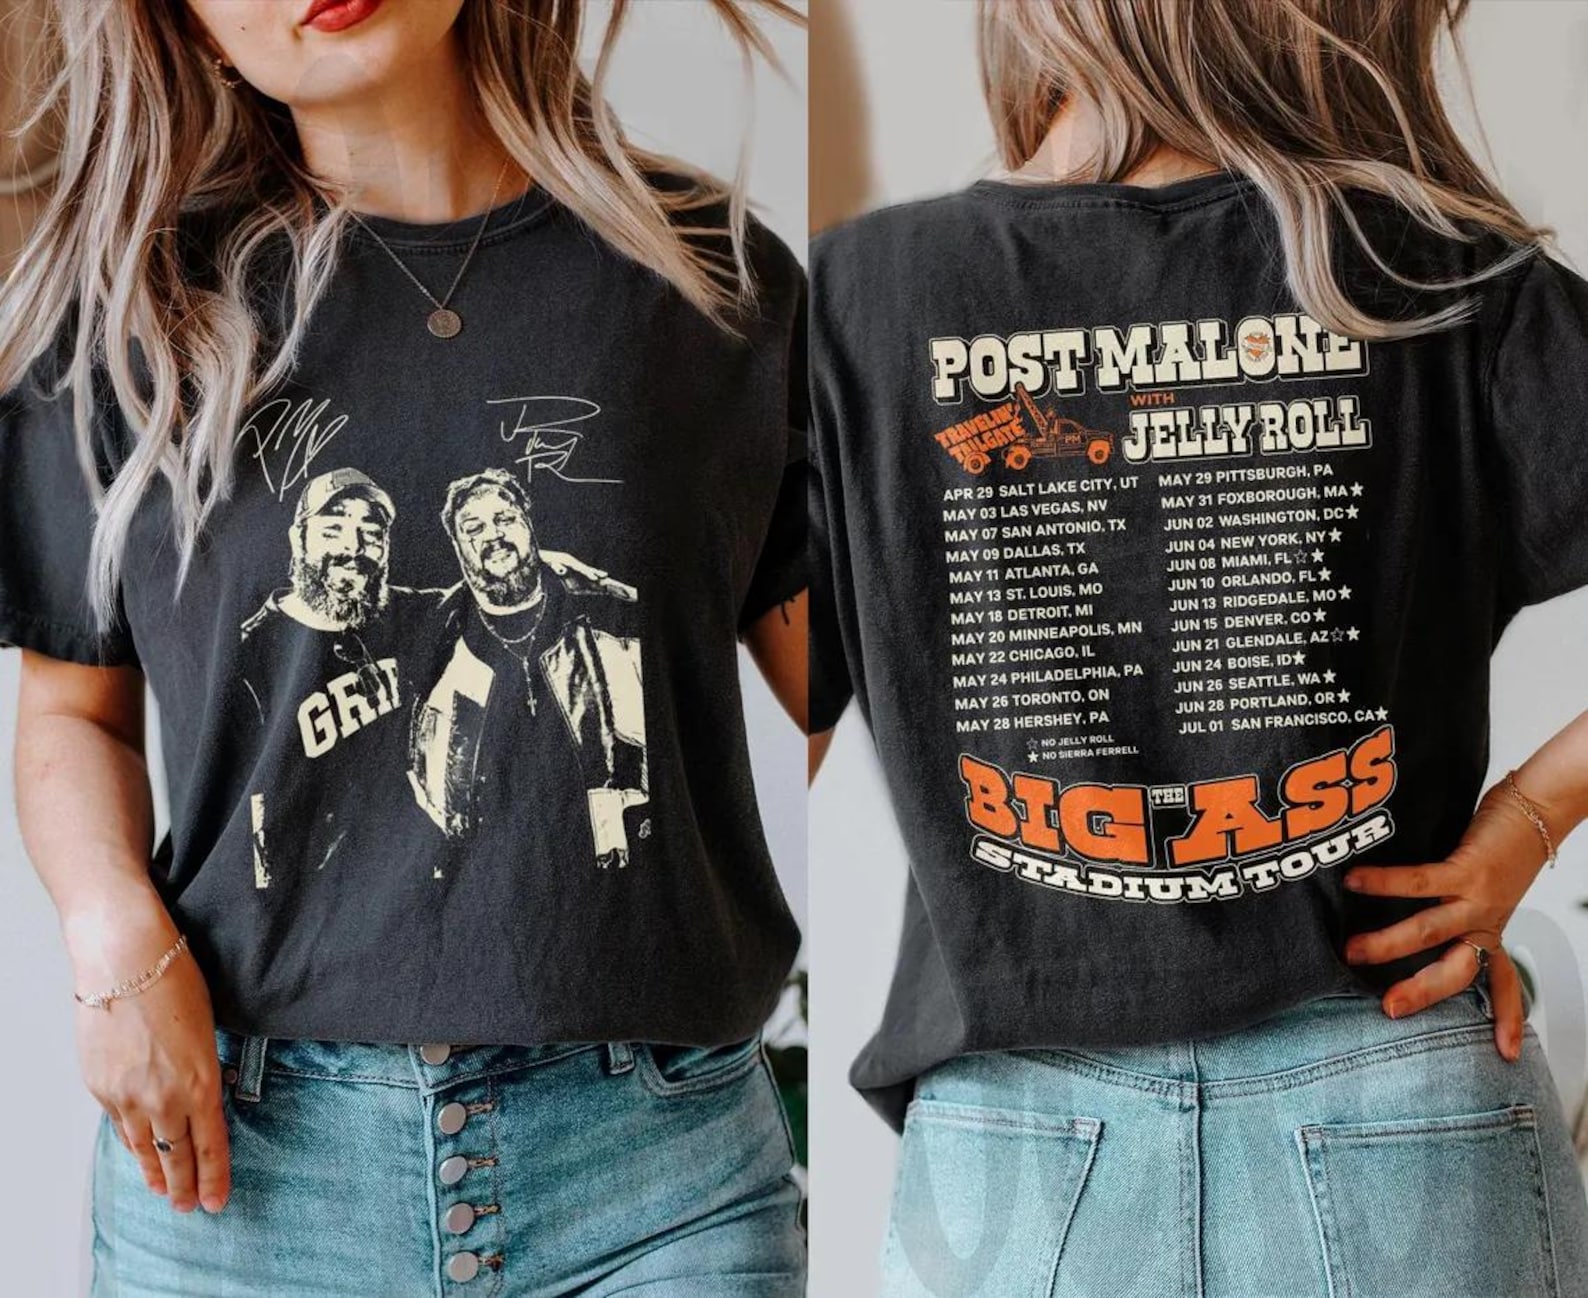 GRI
POST MALONE
WITH
JELLY ROLL
TRAVELIN'
TAILGATE
PM
APR 29 SALT LAKE CITY, UT
MAY 03 LAS VEGAS, NV
MAY 07 SAN ANTONIO, TX
MAY 09 DALLAS, TX
MAY 11 ATLANTA, GA
MAY 13 ST. LOUIS, MO
MAY 18 DETROIT, MI
MAY 20 MINNEAPOLIS, MN
MAY 22 CHICAGO, IL
MAY 24 PHILADELPHIA, PA
MAY 26 TORONTO, ON
MAY 28 HERSHEY, PA
☆ NO JELLY ROLL
★ NO SIERRA FERRELL
MAY 29 PITTSBURGH, PA
MAY 31 FOXBOROUGH, MA★
JUN 02 WASHINGTON, DC★
JUN 04 NEW YORK, NY★
JUN 08 MIAMI, FL☆★
JUN 10 ORLANDO, FL★
JUN 13 RIDGEDALE, MO★
JUN 15 DENVER, CO★
JUN 21 GLENDALE, AZ☆★
JUN 24 BOISE, ID★
JUN 26 SEATTLE, WA★
JUN 28 PORTLAND, OR★
JUL 01 SAN FRANCISCO, CA★
THE
BIG ASS
STADIUM TOUR